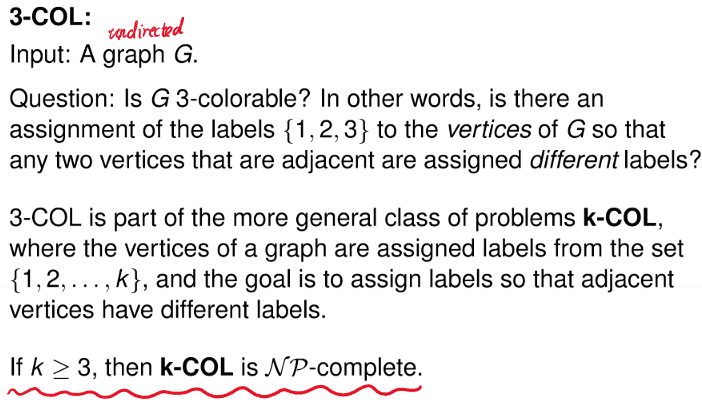 3-COL:
undirected
Input: A graph G.
Question: Is G 3-colorable? In other words, is there an
assignment of the labels {1, 2, 3} to the vertices of G so that
any two vertices that are adjacent are assigned different labels?
3-COL is part of the more general class of problems k-COL,
where the vertices of a graph are assigned labels from the set
{1, 2, . . . , k}, and the goal is to assign labels so that adjacent
vertices have different labels.
If k ≥ 3, then k-COL is 𝒩𝒫-complete.